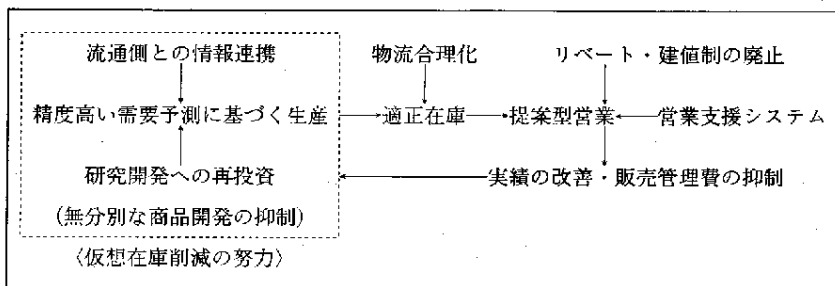 流通側との情報連携 物流合理化 リベート・建値制の廃止
精度高い需要予測に基づく生産 適正在庫 提案型営業 営業支援システム
研究開発への再投資 実績の改善・販売管理費の抑制
(無分別な商品開発の抑制)
〈仮想在庫削減の努力〉